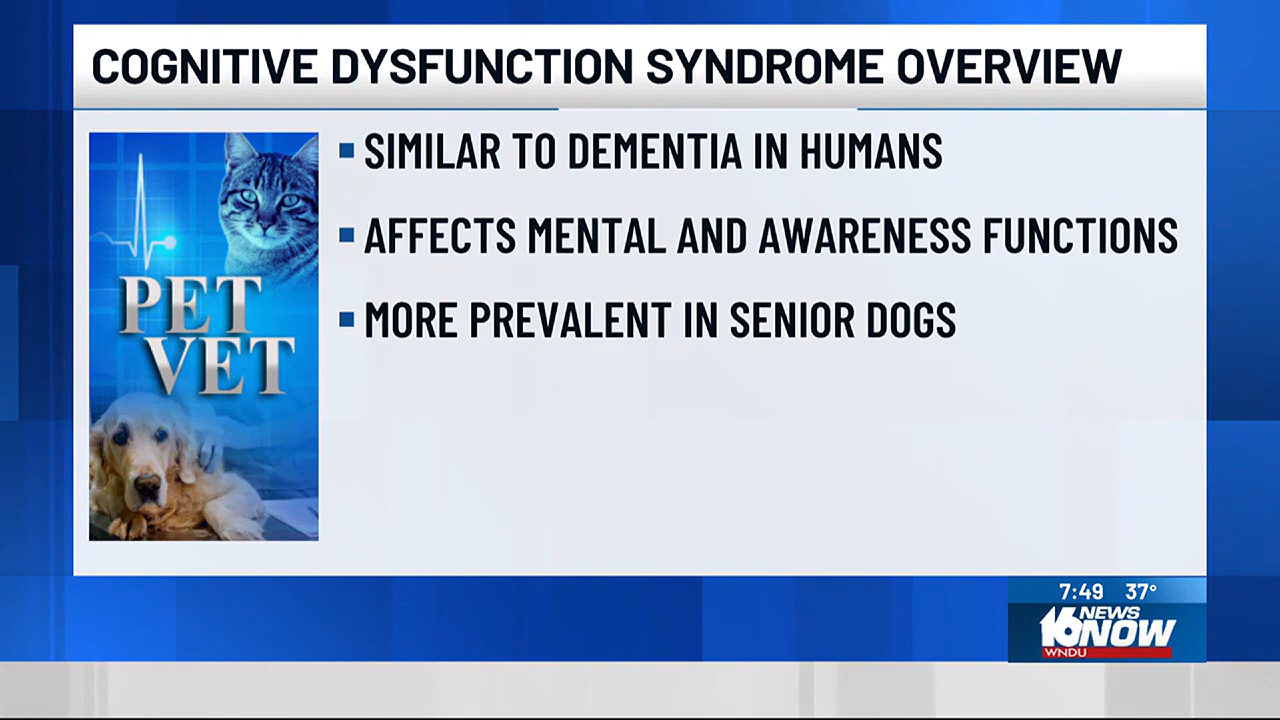 COGNITIVE DYSFUNCTION SYNDROME OVERVIEW
PET
VET
SIMILAR TO DEMENTIA IN HUMANS
AFFECTS MENTAL AND AWARENESS FUNCTIONS
MORE PREVALENT IN SENIOR DOGS
7:49 37°
16 NEWS NOW
WNDU